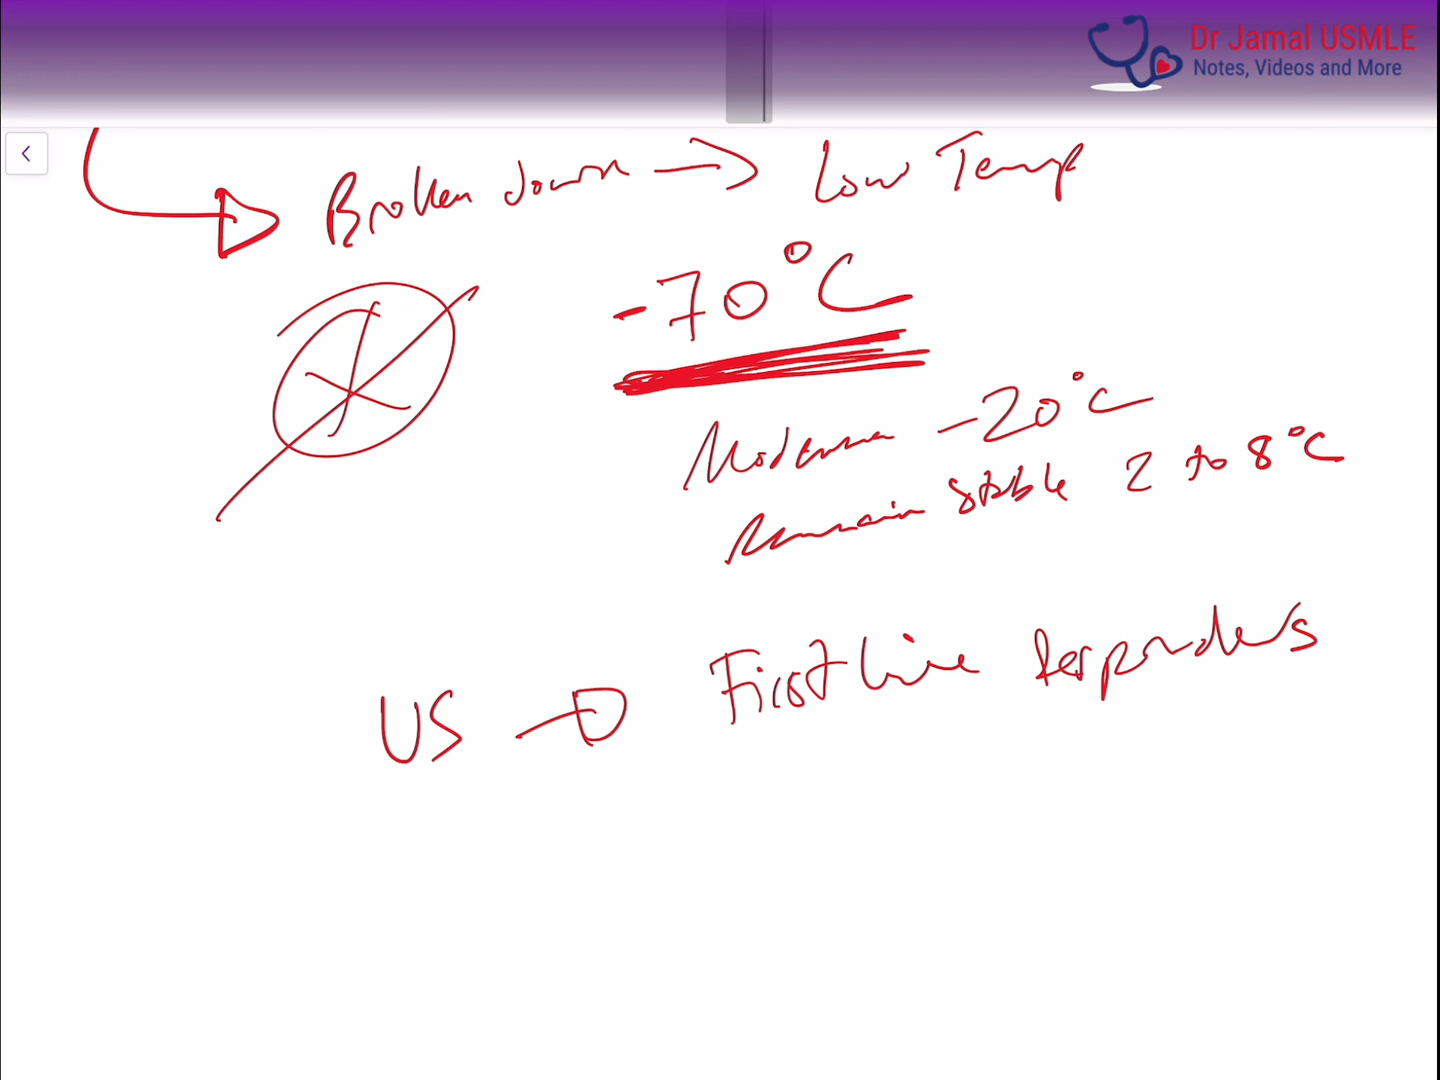 Dr Jamal USMLE
Notes, Videos and More
Broken down → Low Temp
-70°C
Moderna -20°C
Remain stable 2 to 8°C
US → First line Responders